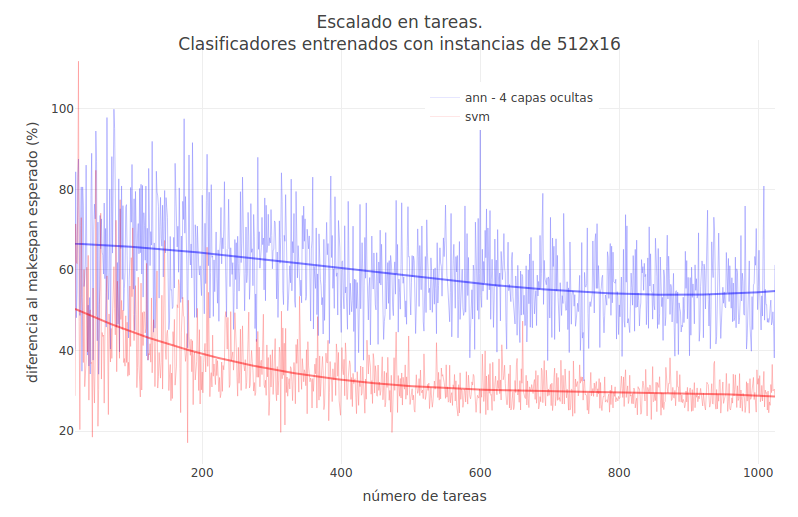 Escalado en tareas.
Clasificadores entrenados con instancias de 512x16
ann - 4 capas ocultas
svm
diferencia al makespan esperado (%)
100
80
60
40
20
200
400
600
800
1000
número de tareas